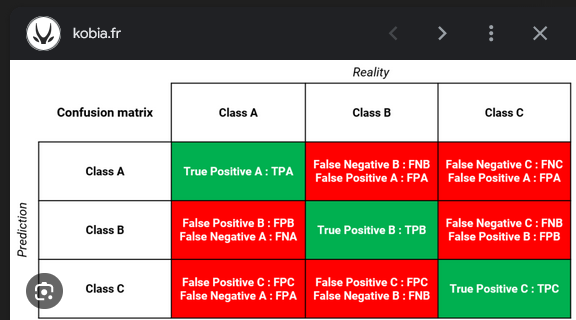 kobia.fr
Reality
Confusion matrix
Class A
Class B
Class C
Prediction
Class A
True Positive A : TPA
False Negative B : FNB
False Positive A : FPA
False Negative C : FNC
False Positive A : FPA
Class B
False Positive B : FPB
False Negative A : FNA
True Positive B : TPB
False Negative C : FNB
False Positive B : FPB
Class C
False Positive C : FPC
False Negative A : FPA
False Positive C : FPC
False Negative B : FNB
True Positive C : TPC